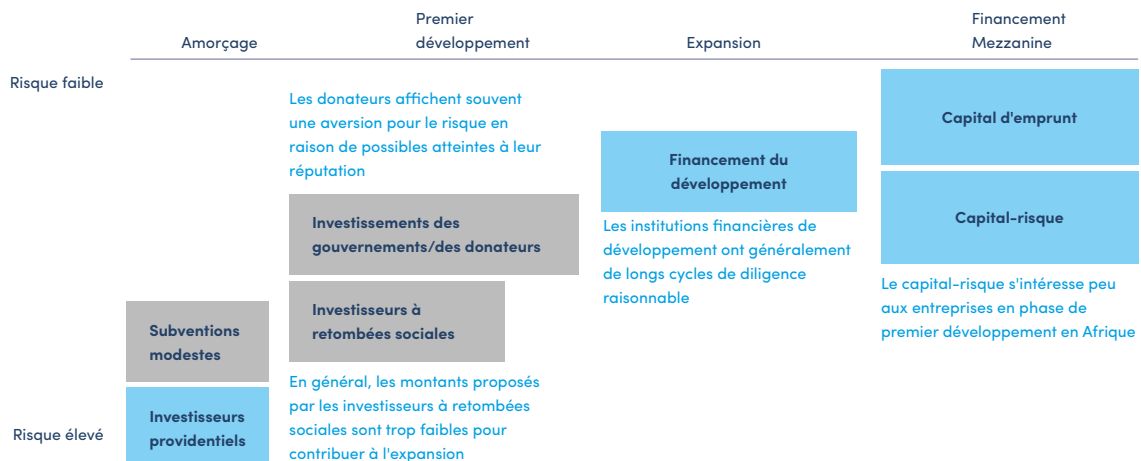 Amorçage
Premier
développement
Expansion
Financement
Mezzanine
Risque faible
Les donateurs affichent souvent
une aversion pour le risque en
raison de possibles atteintes à leur
réputation
Investissements des
gouvernements/des donateurs
Investisseurs à
retombées sociales
En général, les montants proposés
par les investisseurs à retombées
sociales sont trop faibles pour
contribuer à l'expansion
Subventions
modestes
Investisseurs
providentiels
Risque élevé
Financement du
développement
Les institutions financières de
développement ont généralement
de longs cycles de diligence
raisonnable
Capital d'emprunt
Capital-risque
Le capital-risque s'intéresse peu
aux entreprises en phase de
premier développement en Afrique